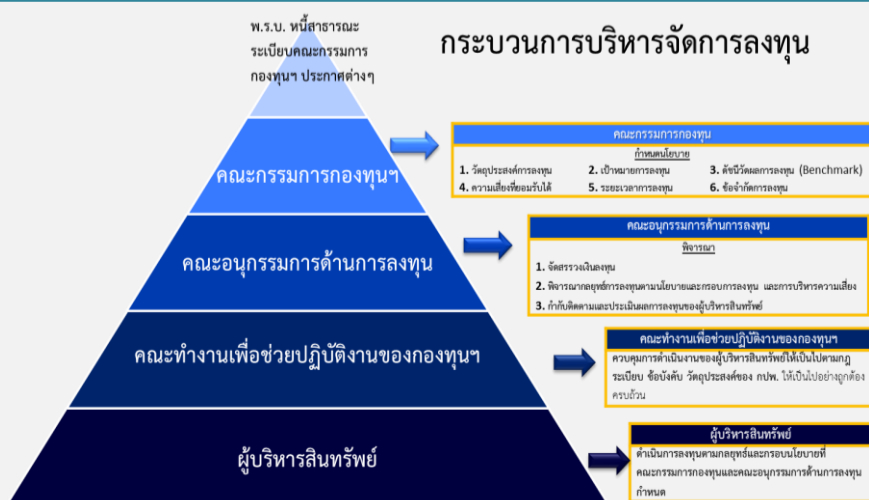 พ.ร.บ. หนี้สาธารณะ
ระเบียบคณะกรรมการ
กองทุนฯ ประกาศต่างๆ
กระบวนการบริหารจัดการลงทุน
คณะกรรมการกองทุนฯ
คณะกรรมการกองทุน
กำหนดนโยบาย
1. วัตถุประสงค์การลงทุน 2. เป้าหมายการลงทุน 3. ดัชนีวัดผลการลงทุน (Benchmark)
4. ความเสี่ยงที่ยอมรับได้ 5. ระยะเวลาการลงทุน 6. ข้อจำกัดการลงทุน
คณะอนุกรรมการด้านการลงทุน
คณะอนุกรรมการด้านการลงทุน
พิจารณา
1. จัดสรรวงเงินลงทุน
2. พิจารณากลยุทธ์การลงทุนตามนโยบายและกรอบการลงทุน และการบริหารความเสี่ยง
3. กำกับติดตามและประเมินผลการลงทุนของผู้บริหารสินทรัพย์
คณะทำงานเพื่อช่วยปฏิบัติงานของกองทุนฯ
คณะทำงานเพื่อช่วยปฏิบัติงานของกองทุนฯ
ควบคุมการดำเนินงานของผู้บริหารสินทรัพย์ให้เป็นไปตามกฎ
ระเบียบ ข้อบังคับ วัตถุประสงค์ของ กปพ. ให้เป็นไปอย่างถูกต้อง
ครบถ้วน
ผู้บริหารสินทรัพย์
ผู้บริหารสินทรัพย์
ดำเนินการลงทุนตามกลยุทธ์และกรอบนโยบายที่
คณะกรรมการกองทุนและคณะอนุกรรมการด้านการลงทุน
กำหนด